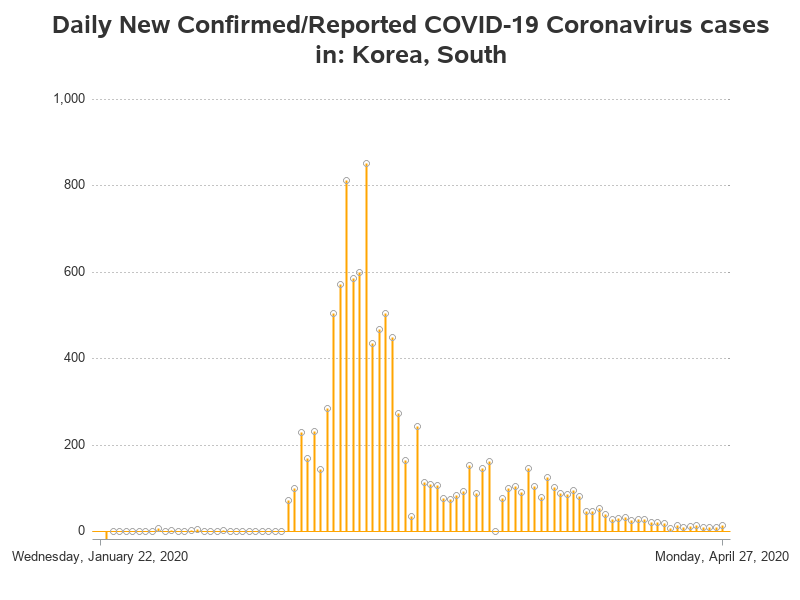 Daily New Confirmed/Reported COVID-19 Coronavirus cases
in: Korea, South
1,000
800
600
400
200
0
Wednesday, January 22, 2020
Monday, April 27, 2020